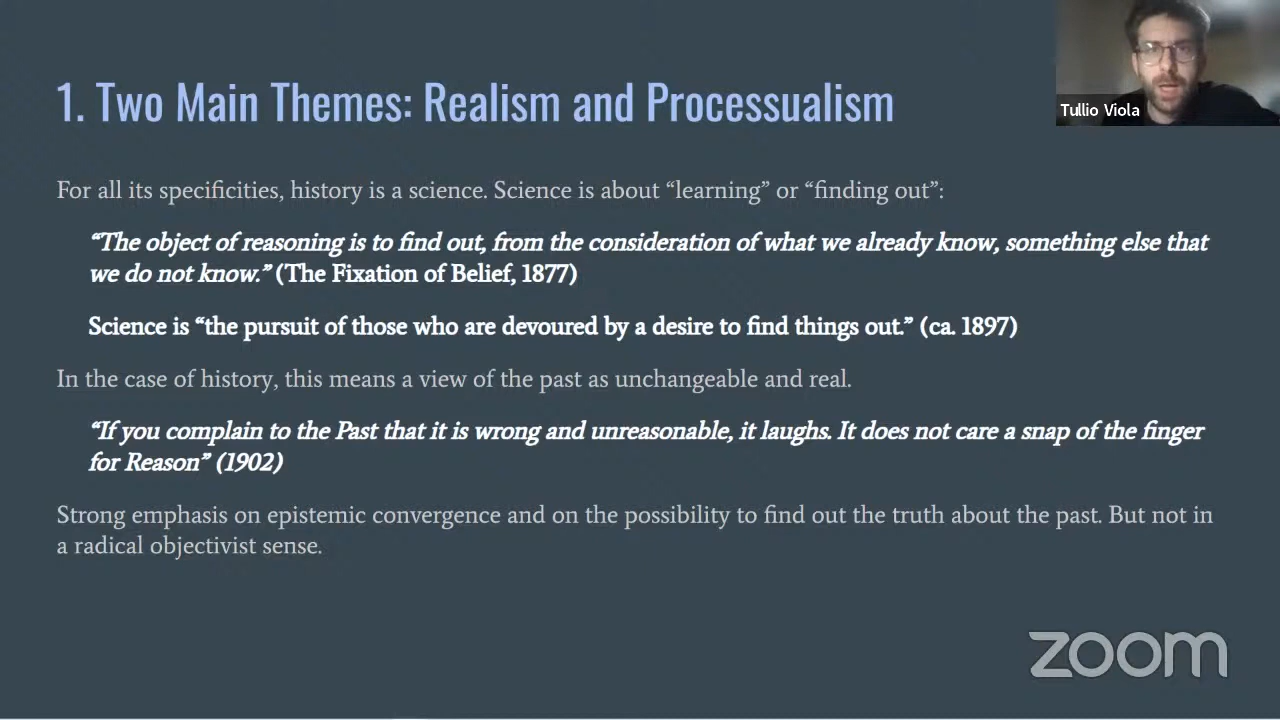 1. Two Main Themes: Realism and Processualism
Tullio Viola
For all its specificities, history is a science. Science is about “learning” or “finding out”:
“The object of reasoning is to find out, from the consideration of what we already know, something else that
we do not know.” (The Fixation of Belief, 1877)
Science is “the pursuit of those who are devoured by a desire to find things out.” (ca. 1897)
In the case of history, this means a view of the past as unchangeable and real.
“If you complain to the Past that it is wrong and unreasonable, it laughs. It does not care a snap of the finger
for Reason” (1902)
Strong emphasis on epistemic convergence and on the possibility to find out the truth about the past. But not in
a radical objectivist sense.
zoom